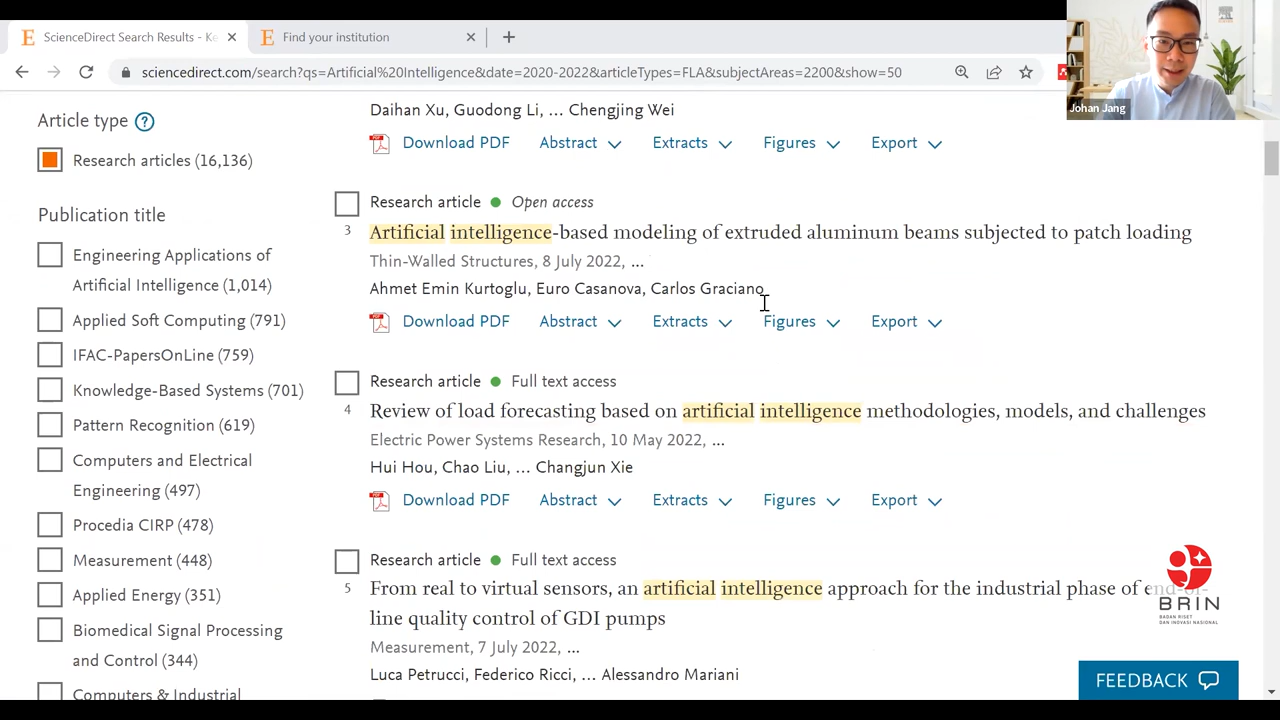 ScienceDirect Search Results - Ke
Find your institution
sciencedirect.com/search?qs=Artificial%20Intelligence&date=2020-2022&articleTypes=FLA&subjectAreas=2200&show=50
Johan Jang
Article type ?
Research articles (16,136)
Publication title
Engineering Applications of
Artificial Intelligence (1,014)
Applied Soft Computing (791)
IFAC-PapersOnLine (759)
Knowledge-Based Systems (701)
Pattern Recognition (619)
Computers and Electrical
Engineering (497)
Procedia CIRP (478)
Measurement (448)
Applied Energy (351)
Biomedical Signal Processing
and Control (344)
Computers & Industrial
Daihan Xu, Guodong Li, ... Chengjing Wei
Download PDF Abstract Extracts Figures Export
Research article Open access
3 Artificial intelligence-based modeling of extruded aluminum beams subjected to patch loading
Thin-Walled Structures, 8 July 2022, ...
Ahmet Emin Kurtoglu, Euro Casanova, Carlos Graciano
Download PDF Abstract Extracts Figures Export
Research article Full text access
4 Review of load forecasting based on artificial intelligence methodologies, models, and challenges
Electric Power Systems Research, 10 May 2022, ...
Hui Hou, Chao Liu, ... Changjun Xie
Download PDF Abstract Extracts Figures Export
Research article Full text access
5 From real to virtual sensors, an artificial intelligence approach for the industrial phase of end-of-
line quality control of GDI pumps
Measurement, 7 July 2022, ...
Luca Petrucci, Federico Ricci, ... Alessandro Mariani
BRIN
BADAN RISET
DAN INOVASI NASIONAL
FEEDBACK